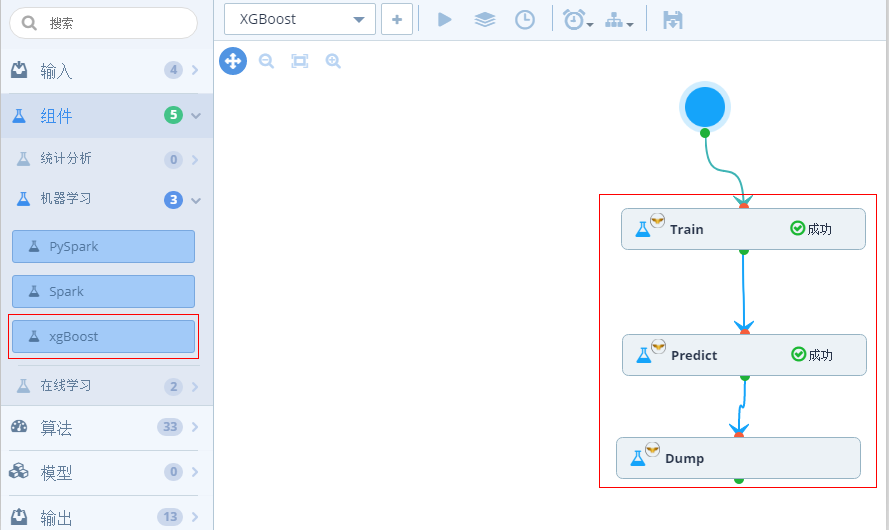 搜索
XGBoost
输入 4
组件 5
统计分析 0
机器学习 3
PySpark
Spark
xgBoost
在线学习 2
算法 33
模型 0
输出 13
Train 成功
Predict 成功
Dump